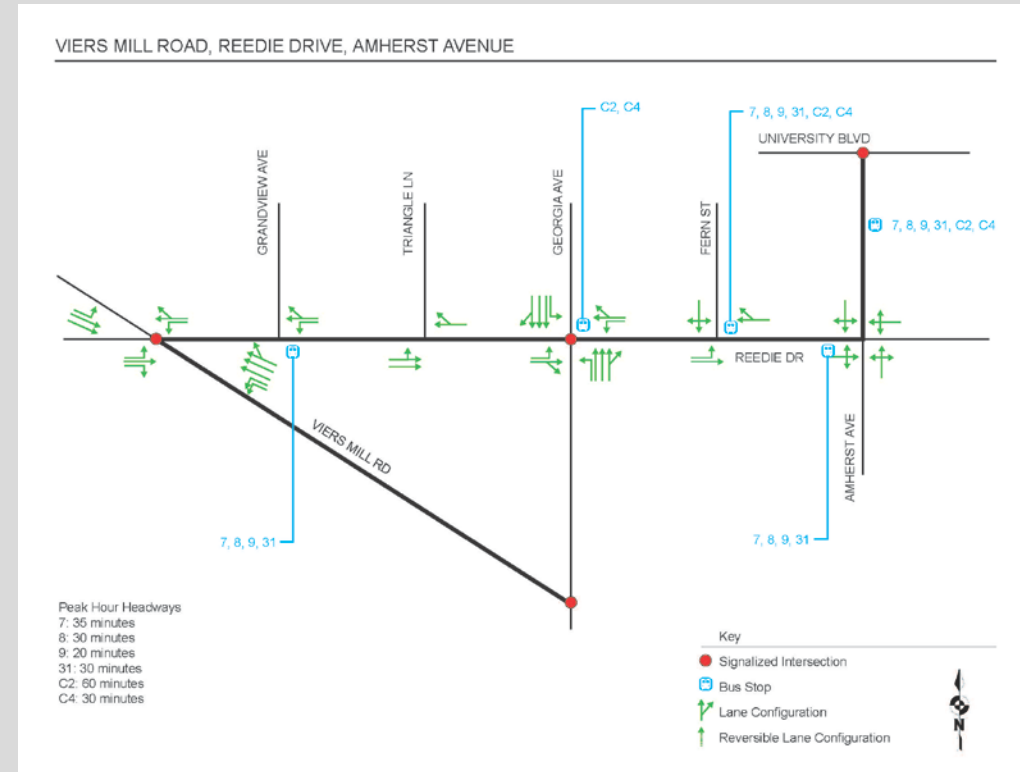 VIERS MILL ROAD, REEDIE DRIVE, AMHERST AVENUE
C2, C4
7, 8, 9, 31, C2, C4
UNIVERSITY BLVD
GRANDVIEW AVE
TRIANGLE LN
GEORGIA AVE
FERN ST
7, 8, 9, 31, C2, C4
REEDIE DR
VIERS MILL RD
AMHERST AVE
7, 8, 9, 31
7, 8, 9, 31
Peak Hour Headways
7: 35 minutes
8: 30 minutes
9: 20 minutes
31: 30 minutes
C2: 60 minutes
C4: 30 minutes
Key
Signalized Intersection
Bus Stop
Lane Configuration
Reversible Lane Configuration
N